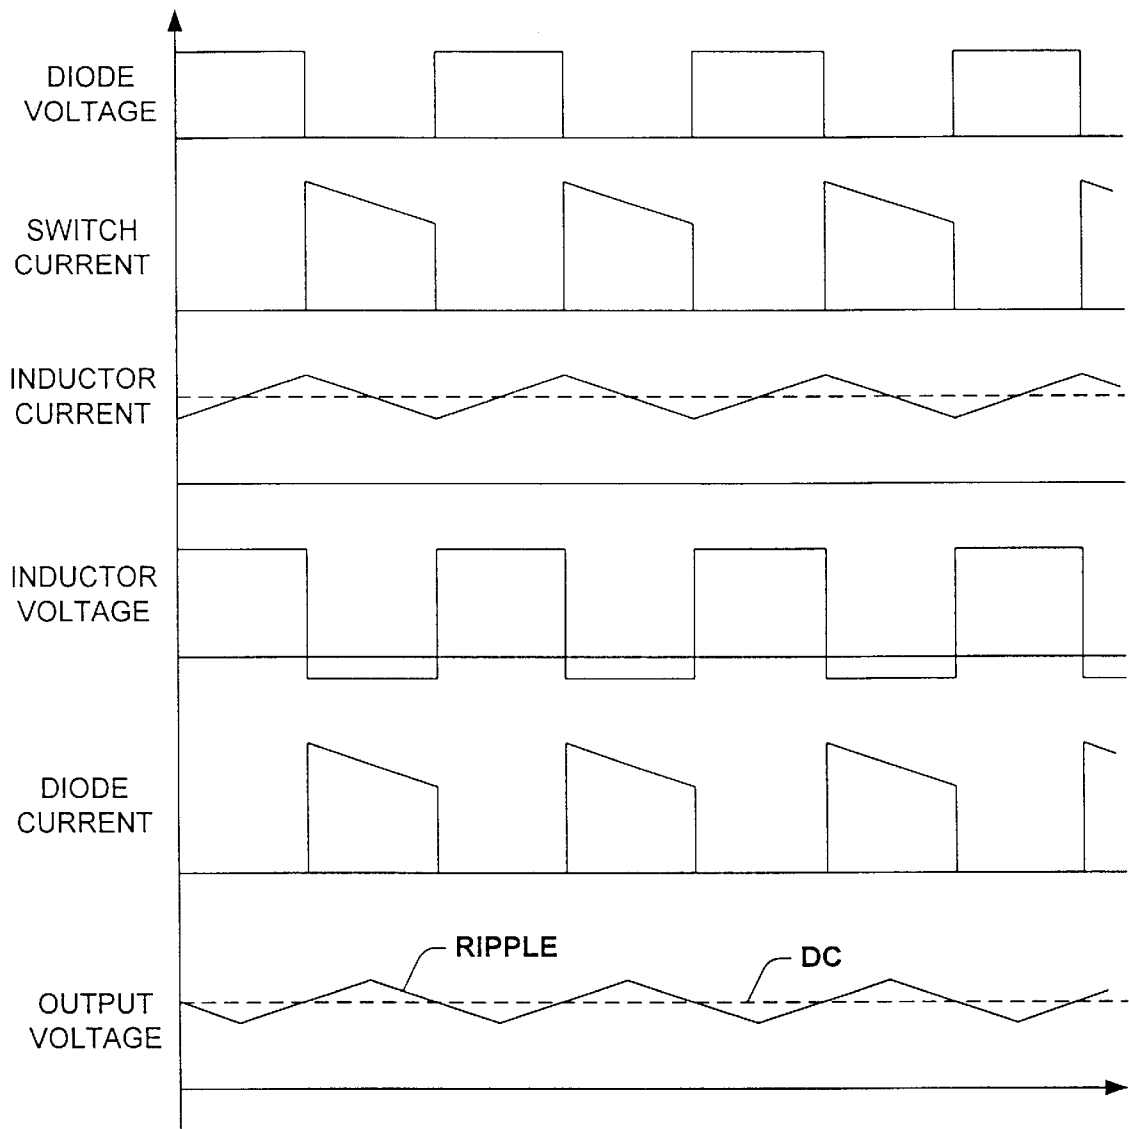 DIODE
VOLTAGE
SWITCH
CURRENT
INDUCTOR
CURRENT
INDUCTOR
VOLTAGE
DIODE
CURRENT
RIPPLE
DC
OUTPUT
VOLTAGE